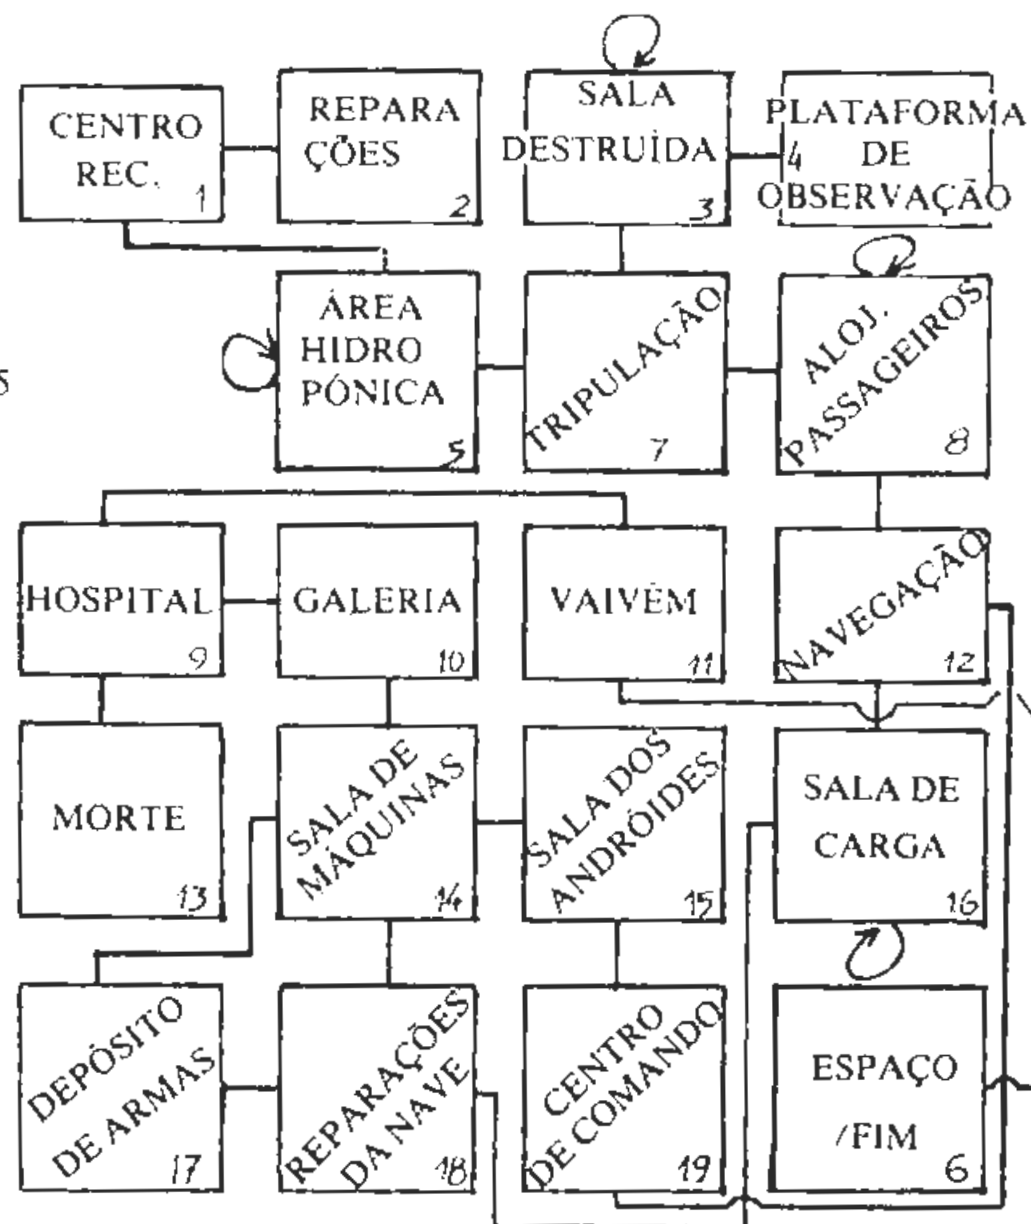 CENTRO
REC.
1
REPARA
ÇÕES
2
SALA
DESTRUÍDA
3
PLATAFORMA
4 DE
OBSERVAÇÃO
ÁREA
HIDRO
PÓNICA
5
TRIPULAÇÃO
7
ALOJ.
PASSAGEIROS
8
5
HOSPITAL
9
GALERIA
10
VAIVÉM
11
NAVEGAÇÃO
12
MORTE
13
SALA DE
MÁQUINAS
14
SALA DOS
ANDRÓIDES
15
SALA DE
CARGA
16
DEPÓSITO
DE ARMAS
17
REPARAÇÕES
DA NAVE
18
CENTRO
DE COMANDO
19
ESPAÇO
/FIM
6